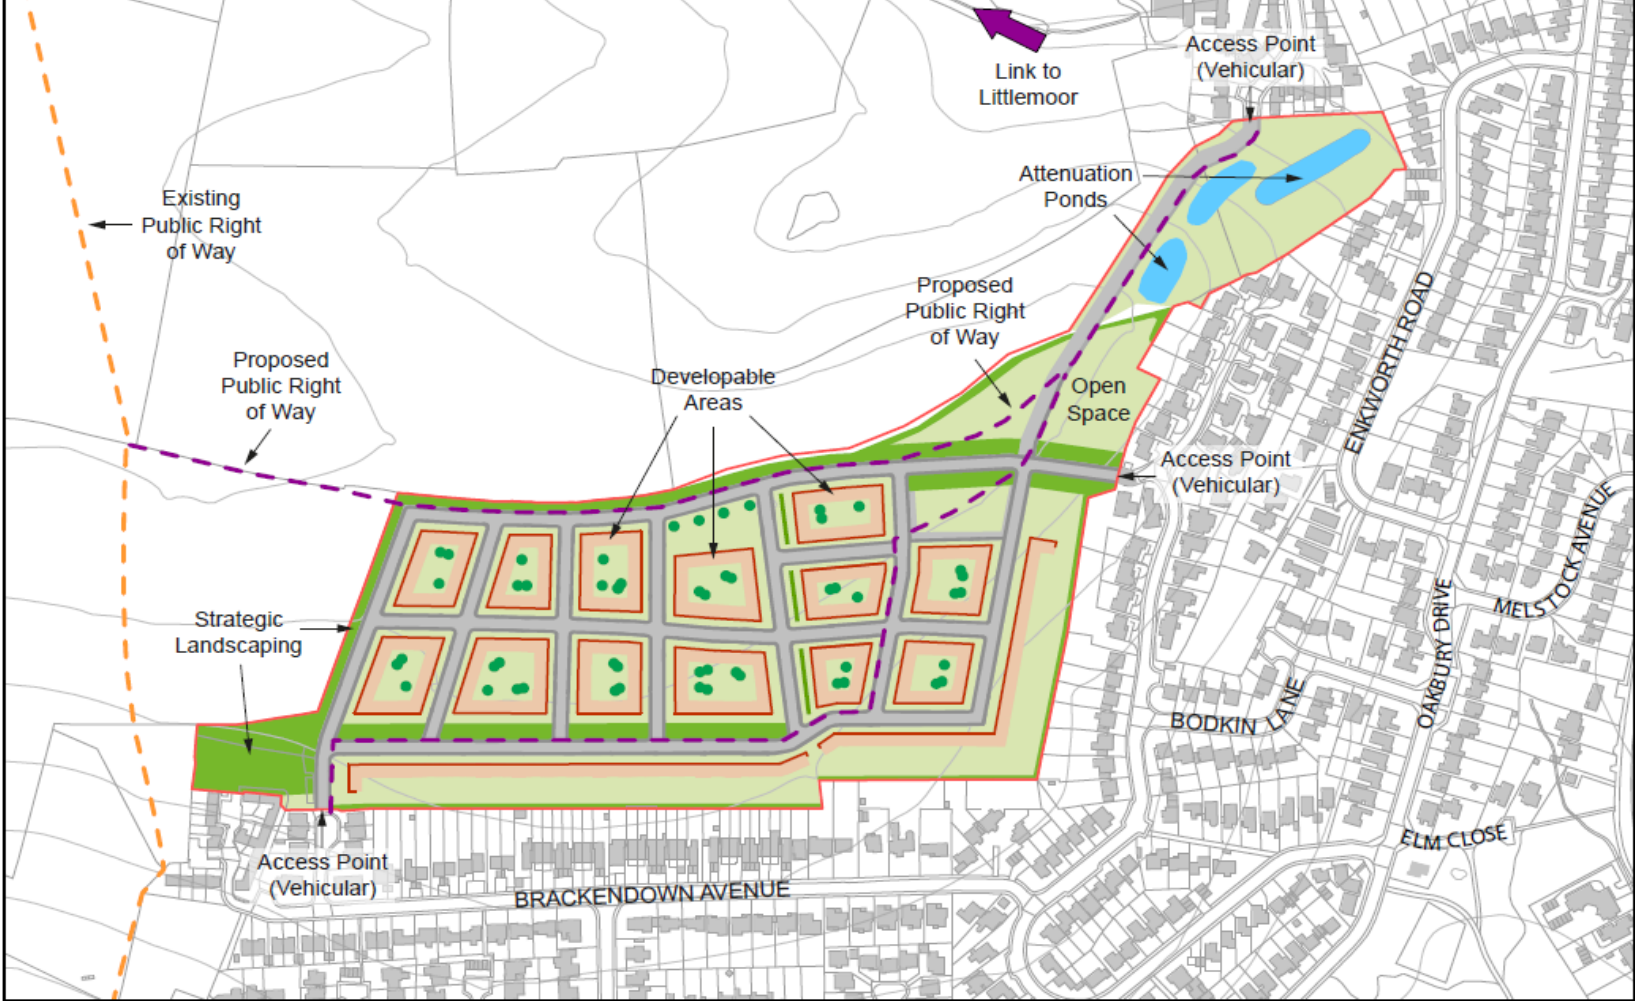 Access Point
(Vehicular)
Link to
Littlemoor
Attenuation
Ponds
Existing
Public Right
of Way
Proposed
Public Right
of Way
Proposed
Public Right
of Way
Developable
Areas
Open
Space
ENKWORTH ROAD
Access Point
(Vehicular)
MELSTOCK AVENUE
Strategic
Landscaping
OAKBURY DRIVE
BODKIN LANE
ELM CLOSE
Access Point
(Vehicular)
BRACKENDOWN AVENUE